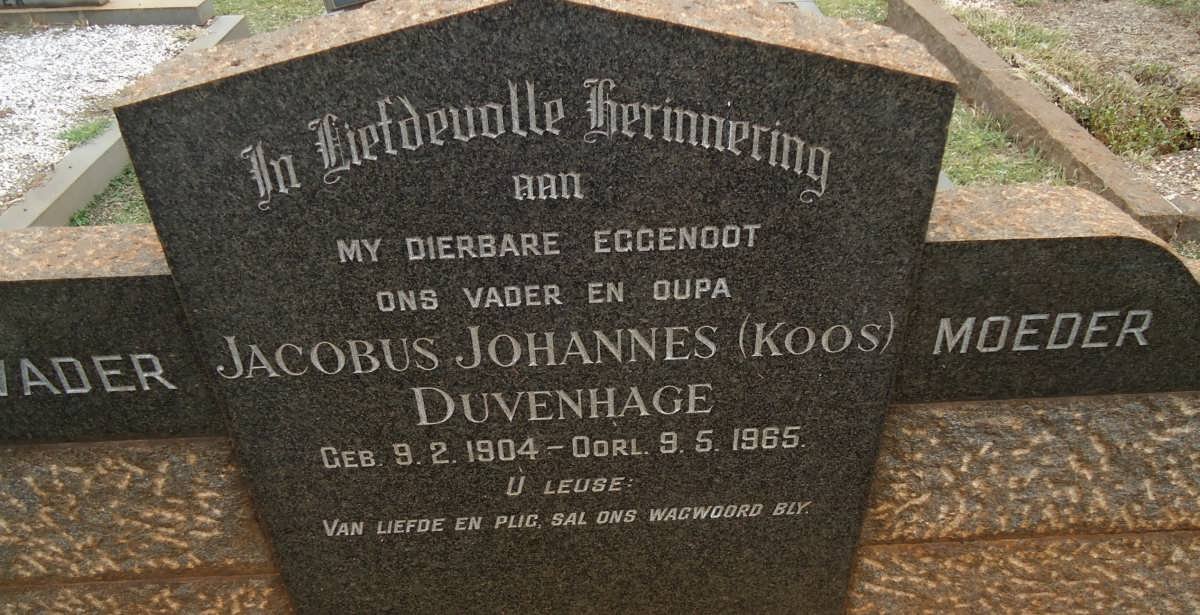 In Liefdevolle Herinnering
aan
MY DIERBARE EGGENOOT
ONS VADER EN OUPA
JACOBUS JOHANNES (KOOS)
DUVENHAGE
GEB. 9. 2. 1904 – OORL. 9. 5. 1965.
U LEUSE:
VAN LIEFDE EN PLIG, SAL ONS WAGWOORD BLY.
VADER
MOEDER